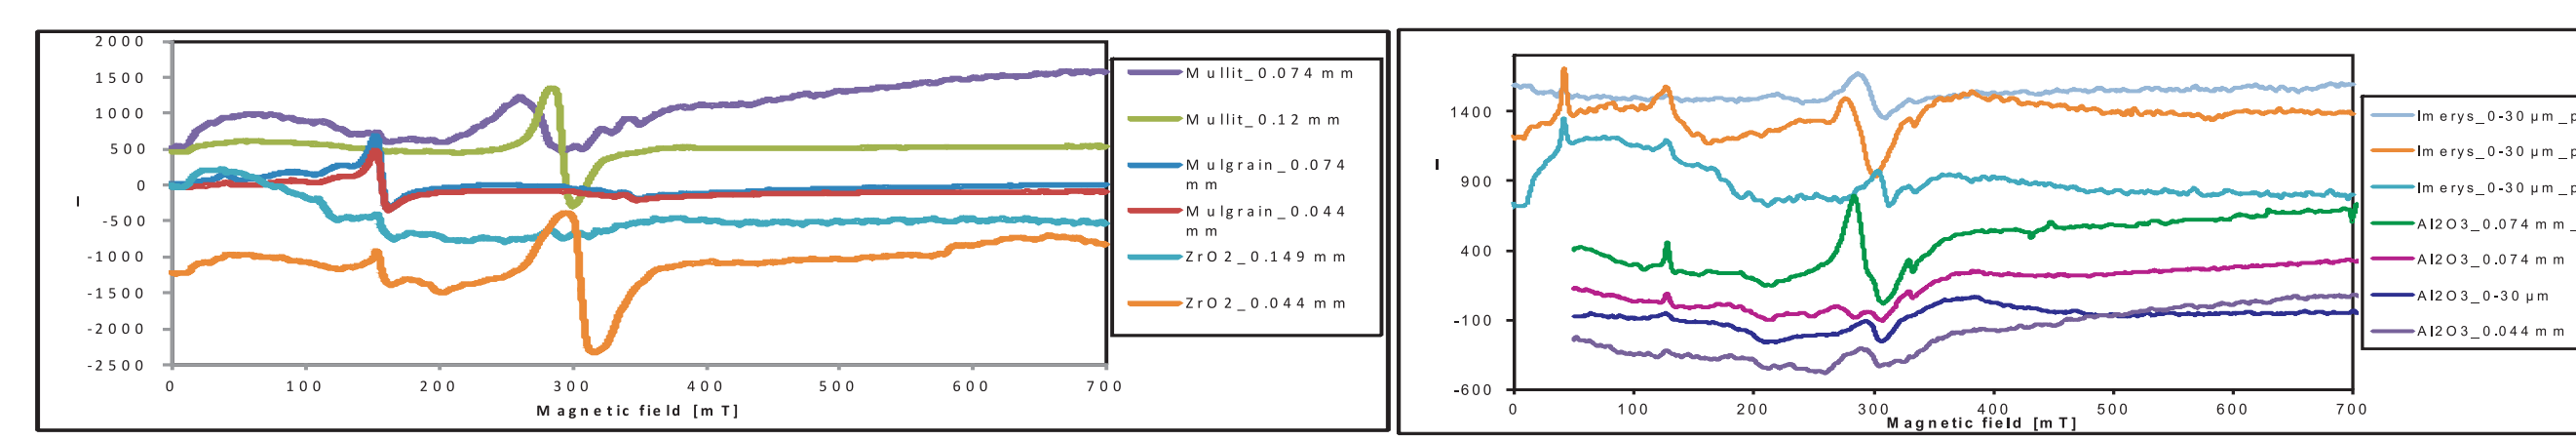 2000
1500
1000
500
0
-500
-1000
-1500
-2000
-2500
I
0 100 200 300 400 500 600 700
Magnetic field [mT]
Mullit_0.074 mm
Mullit_0.12 mm
Mulgrain_0.074
mm
Mulgrain_0.044
mm
ZrO2_0.149 mm
ZrO2_0.044 mm
1400
900
400
-100
-600
I
0 100 200 300 400 500 600 700
Magnetic field [mT]
Imerys_0-30 µm_p
Imerys_0-30 µm_p
Imerys_0-30 µm_p
Al2O3_0.074 mm_
Al2O3_0.074 mm
Al2O3_0-30 µm
Al2O3_0.044 mm